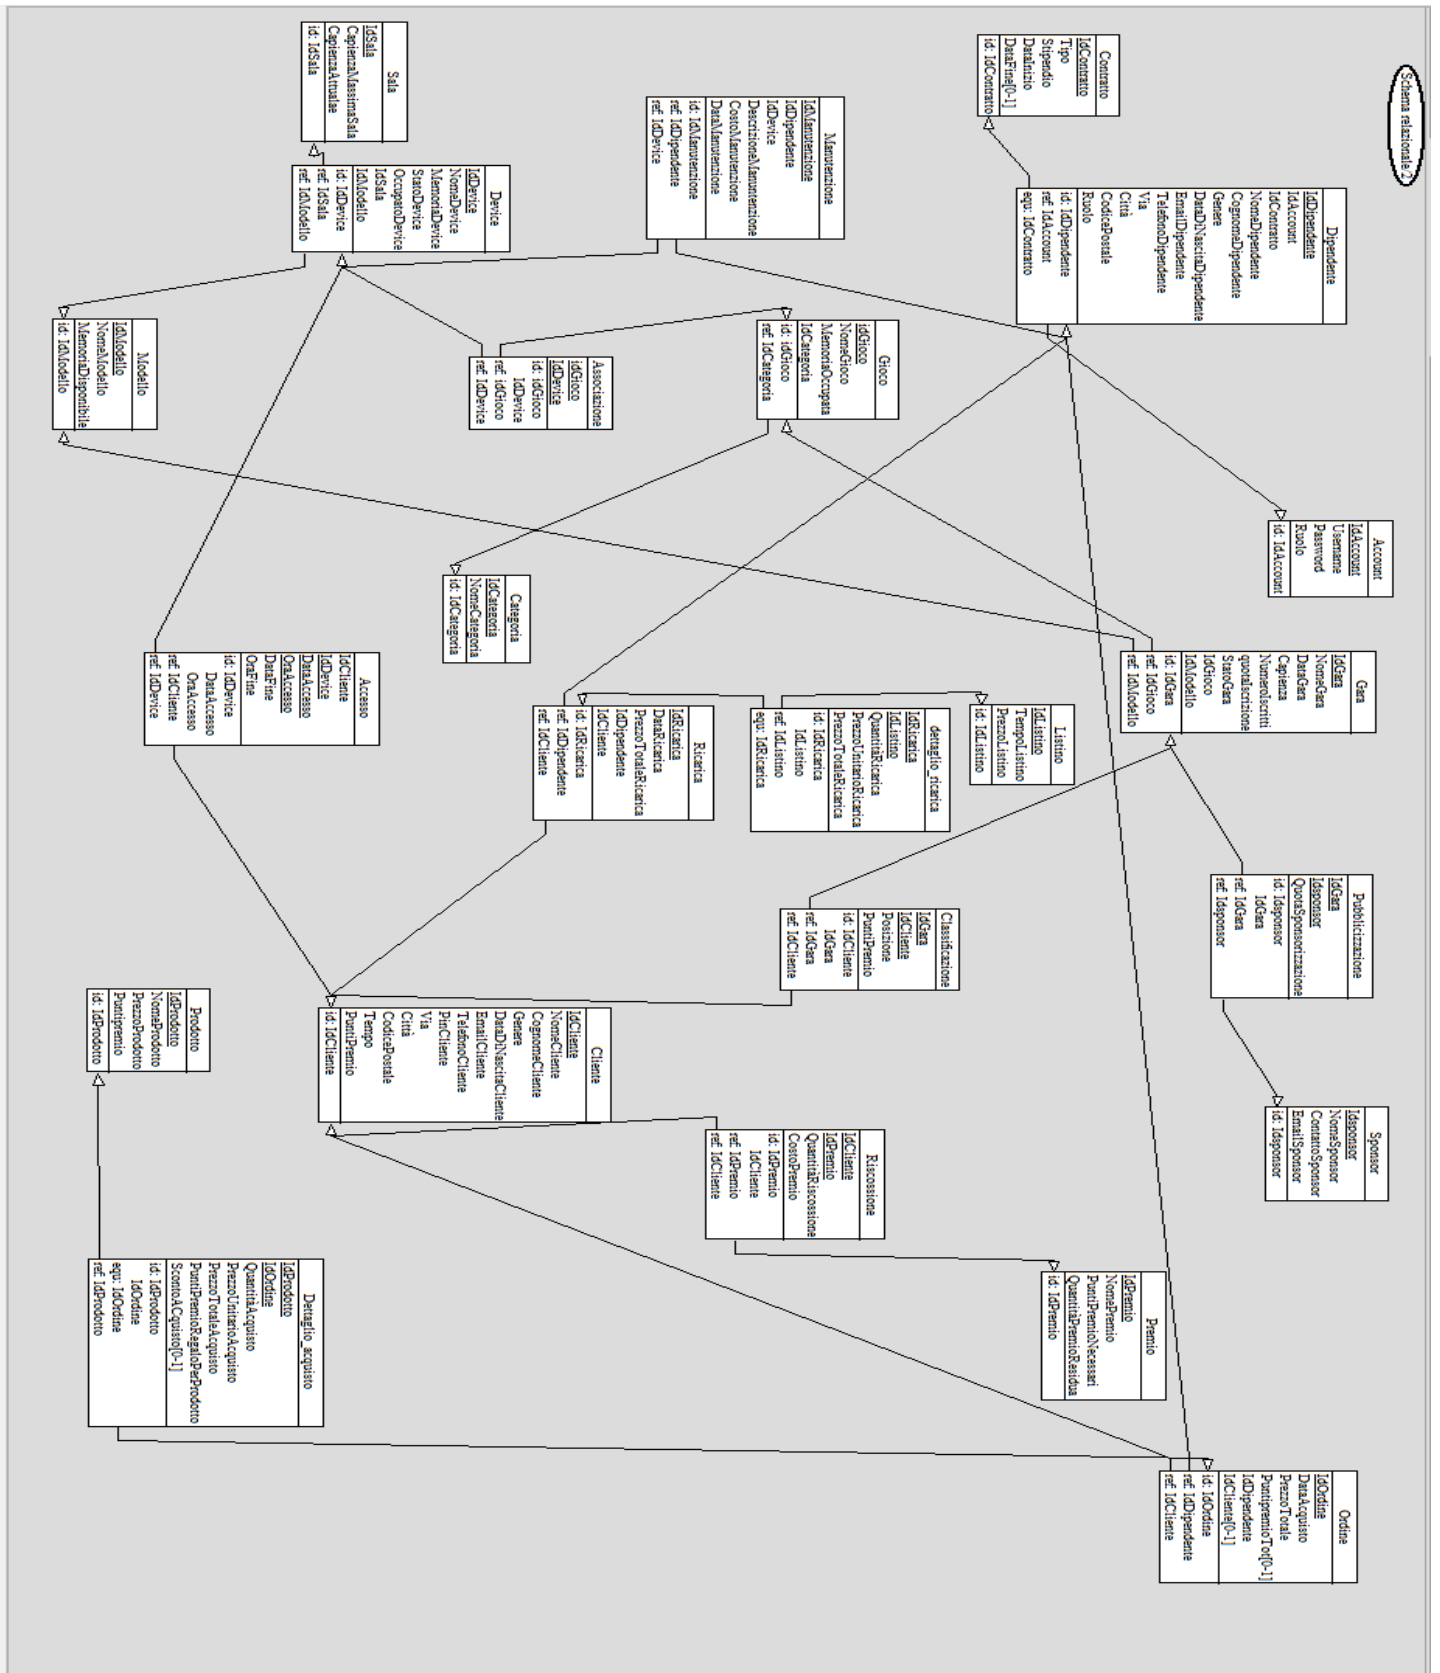 Schema relazionale/2
Contratto
IdContratto
Tipo
Stipendio
DataInizio
DataFine[0-1]
id: IdContratto
Dipendente
IdDipendente
IdAccount
IdContratto
NomeDipendente
CognomeDipendente
Genere
DataDiNascitaDipendente
EmailDipendente
TelefonoDipendente
Via
Città
CodicePostale
Ruolo
id: IdDipendente
ref: IdAccount
equ: IdContratto
Account
IdAccount
Username
Password
Ruolo
id: IdAccount
Gara
IdGara
NomeGara
DataGara
Capienza
NumeroIscritti
quotaIscrizione
StatoGara
IdGioco
IdModello
id: IdGara
ref: IdGioco
ref: IdModello
Pubblicizzazione
IdGara
Idsponsor
QuotaSponsorizzazione
id: Idsponsor
IdGara
ref: IdGara
ref: Idsponsor
Sponsor
Idsponsor
NomeSponsor
ContattoSponsor
EmailSponsor
id: Idsponsor
Ordine
IdOrdine
DataAcquisto
PrezzoTotale
PuntipremioTot[0-1]
IdDipendente
IdCliente[0-1]
id: IdOrdine
ref: IdDipendente
ref: IdCliente
Premio
IdPremio
NomePremio
PuntiPremioNecessari
QuantitàPremioResidua
id: IdPremio
Listino
IdListino
TempoListino
PrezzoListino
id: IdListino
dettaglio_ricarica
IdRicarica
IdListino
QuantitàRicarica
PrezzoUnitarioRicarica
PrezzoTotaleRicarica
id: IdRicarica
IdListino
ref: IdListino
equ: IdRicarica
Classificazione
IdGara
IdCliente
Posizione
PuntiPremio
id: IdCliente
IdGara
ref: IdGara
ref: IdCliente
Riscossione
IdCliente
IdPremio
QuantitàRiscossione
CostoPremio
id: IdPremio
IdCliente
ref: IdPremio
ref: IdCliente
Manutenzione
IdManutenzione
IdDipendente
IdDevice
DescrizioneManuntenzione
CostoManutenzione
DataManutenzione
id: IdManutenzione
ref: IdDipendente
ref: IdDevice
Gioco
idGioco
NomeGioco
MemoriaOccupata
IdCategoria
id: idGioco
ref: IdCategoria
Ricarica
IdRicarica
DataRicarica
PrezzoTotaleRicarica
IdDipendente
IdCliente
id: IdRicarica
ref: IdDipendente
ref: IdCliente
Associazione
idGioco
IdDevice
id: idGioco
IdDevice
ref: idGioco
ref: IdDevice
Categoria
IdCategoria
NomeCategoria
id: IdCategoria
Cliente
IdCliente
NomeCliente
CognomeCliente
Genere
DataDiNascitaCliente
EmailCliente
TelefonoCliente
PinCliente
Via
Città
CodicePostale
Tempo
PuntiPremio
id: IdCliente
Sala
IdSala
CapienzaMassimaSala
CapienzaAttualae
id: IdSala
Device
IdDevice
NomeDevice
MemoriaDevice
StatoDevice
OccupatoDevice
IdSala
IdModello
id: IdDevice
ref: IdSala
ref: IdModello
Modello
IdModello
NomeModello
MemoriaDisponibile
id: IdModello
Accesso
IdCliente
IdDevice
DataAccesso
OraAccesso
DataFine
OraFine
id: IdDevice
DataAccesso
OraAccesso
ref: IdCliente
ref: IdDevice
Prodotto
IdProdotto
NomeProdotto
PrezzoProdotto
Puntipremio
id: IdProdotto
Dettaglio_acquisto
IdProdotto
IdOrdine
QuantitàAcquisto
PrezzoUnitarioAcquisto
PrezzoTotaleAcquisto
PuntiPremioRegaloPerProdotto
ScontoACquisto[0-1]
id: IdProdotto
IdOrdine
equ: IdOrdine
ref: IdProdotto